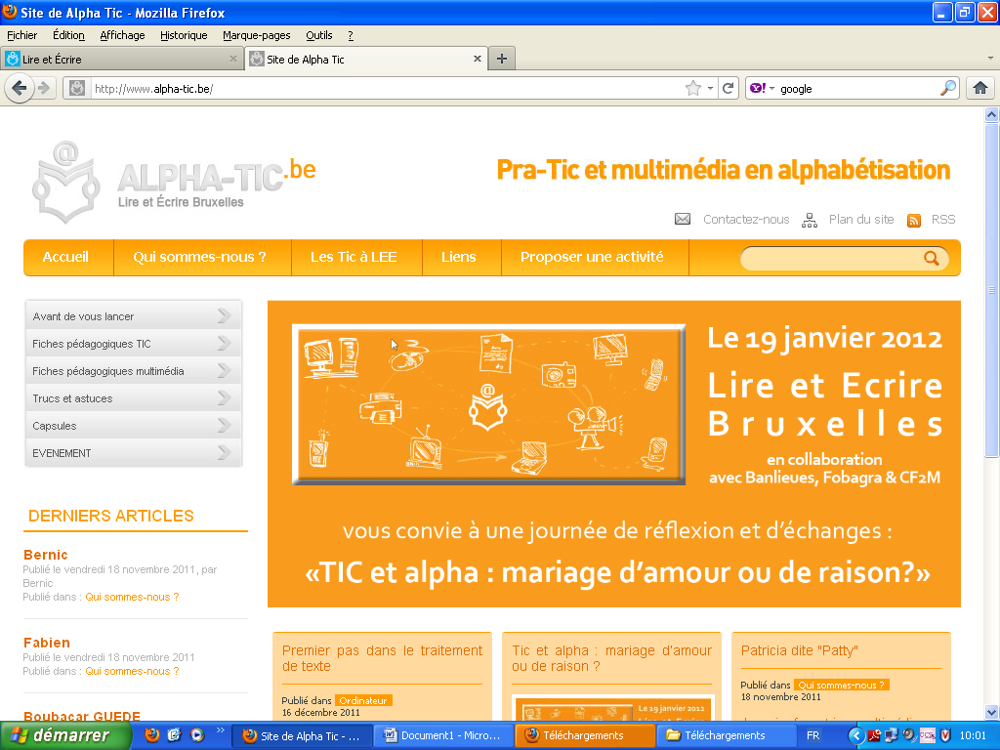 Site de Alpha Tic - Mozilla Firefox
Fichier Édition Affichage Historique Marque-pages Outils ?
Lire et Écrire
Site de Alpha Tic
http://www.alpha-tic.be/
google
ALPHA-TIC.be
Lire et Écrire Bruxelles
Pra-Tic et multimédia en alphabétisation
Contactez-nous Plan du site RSS
Accueil Qui sommes-nous ? Les Tic à LEE Liens Proposer une activité
Avant de vous lancer
Fiches pédagogiques TIC
Fiches pédagogiques multimédia
Trucs et astuces
Capsules
EVENEMENT
DERNIERS ARTICLES
Bernic
Publié le vendredi 18 novembre 2011, par
Bernic
Publié dans : Qui sommes-nous ?
Fabien
Publié le vendredi 18 novembre 2011
Publié dans : Qui sommes-nous ?
Boubacar GUEDE
Le 19 janvier 2012
Lire et Ecrire
Bruxelles
en collaboration
avec Banlieues, Fobagra & CF2M
vous convie à une journée de réflexion et d'échanges :
«TIC et alpha : mariage d'amour ou de raison?»
Premier pas dans le traitement
de texte
Publié dans Ordinateur
16 décembre 2011
Tic et alpha : mariage d'amour
ou de raison ?
Le 19 janvier 2012
Patricia dite "Patty"
Publié dans Qui sommes-nous ?
18 novembre 2011
démarrer
Site de Alpha Tic - ...
Document1 - Micro...
Téléchargements
Téléchargements
FR
10:01